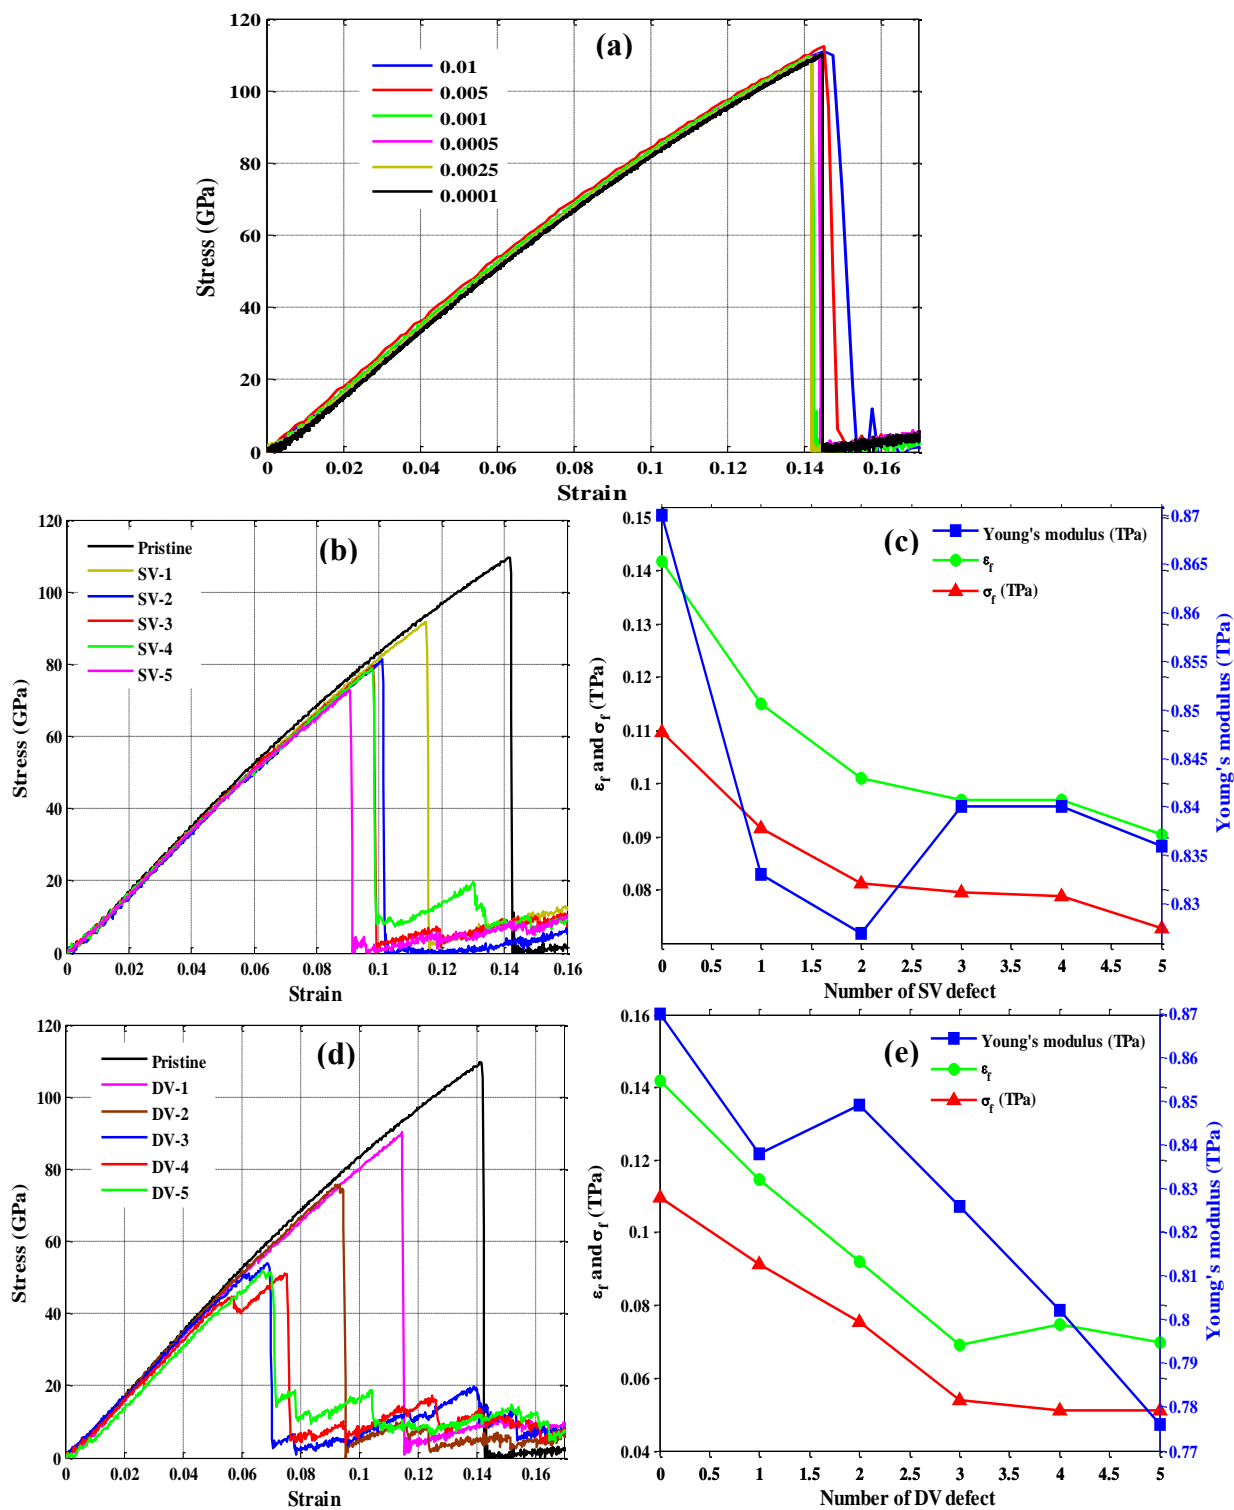 (a)
120
100
80
60
40
20
0
0.01
0.005
0.001
0.0005
0.0025
0.0001
Stress (GPa)
0 0.02 0.04 0.06 0.08 0.1 0.12 0.14 0.16
Strain
(b)
120
100
80
60
40
20
0
Pristine
SV-1
SV-2
SV-3
SV-4
SV-5
Stress (GPa)
0 0.02 0.04 0.06 0.08 0.1 0.12 0.14 0.16
Strain
(c)
0.15
0.14
0.13
0.12
0.11
0.1
0.09
0.08
Young's modulus (TPa)
εf
σf (TPa)
εf and σf (TPa)
0.87
0.865
0.86
0.855
0.85
0.845
0.84
0.835
0.83
Young's modulus (TPa)
0 0.5 1 1.5 2 2.5 3 3.5 4 4.5 5
Number of SV defect
(d)
120
100
80
60
40
20
0
Pristine
DV-1
DV-2
DV-3
DV-4
DV-5
Stress (GPa)
0 0.02 0.04 0.06 0.08 0.1 0.12 0.14 0.16
Strain
(e)
0.16
0.14
0.12
0.1
0.08
0.06
0.04
Young's modulus (TPa)
εf
σf (TPa)
εf and σf (TPa)
0.87
0.86
0.85
0.84
0.83
0.82
0.81
0.8
0.79
0.78
0.77
Young's modulus (TPa)
0 0.5 1 1.5 2 2.5 3 3.5 4 4.5 5
Number of DV defect